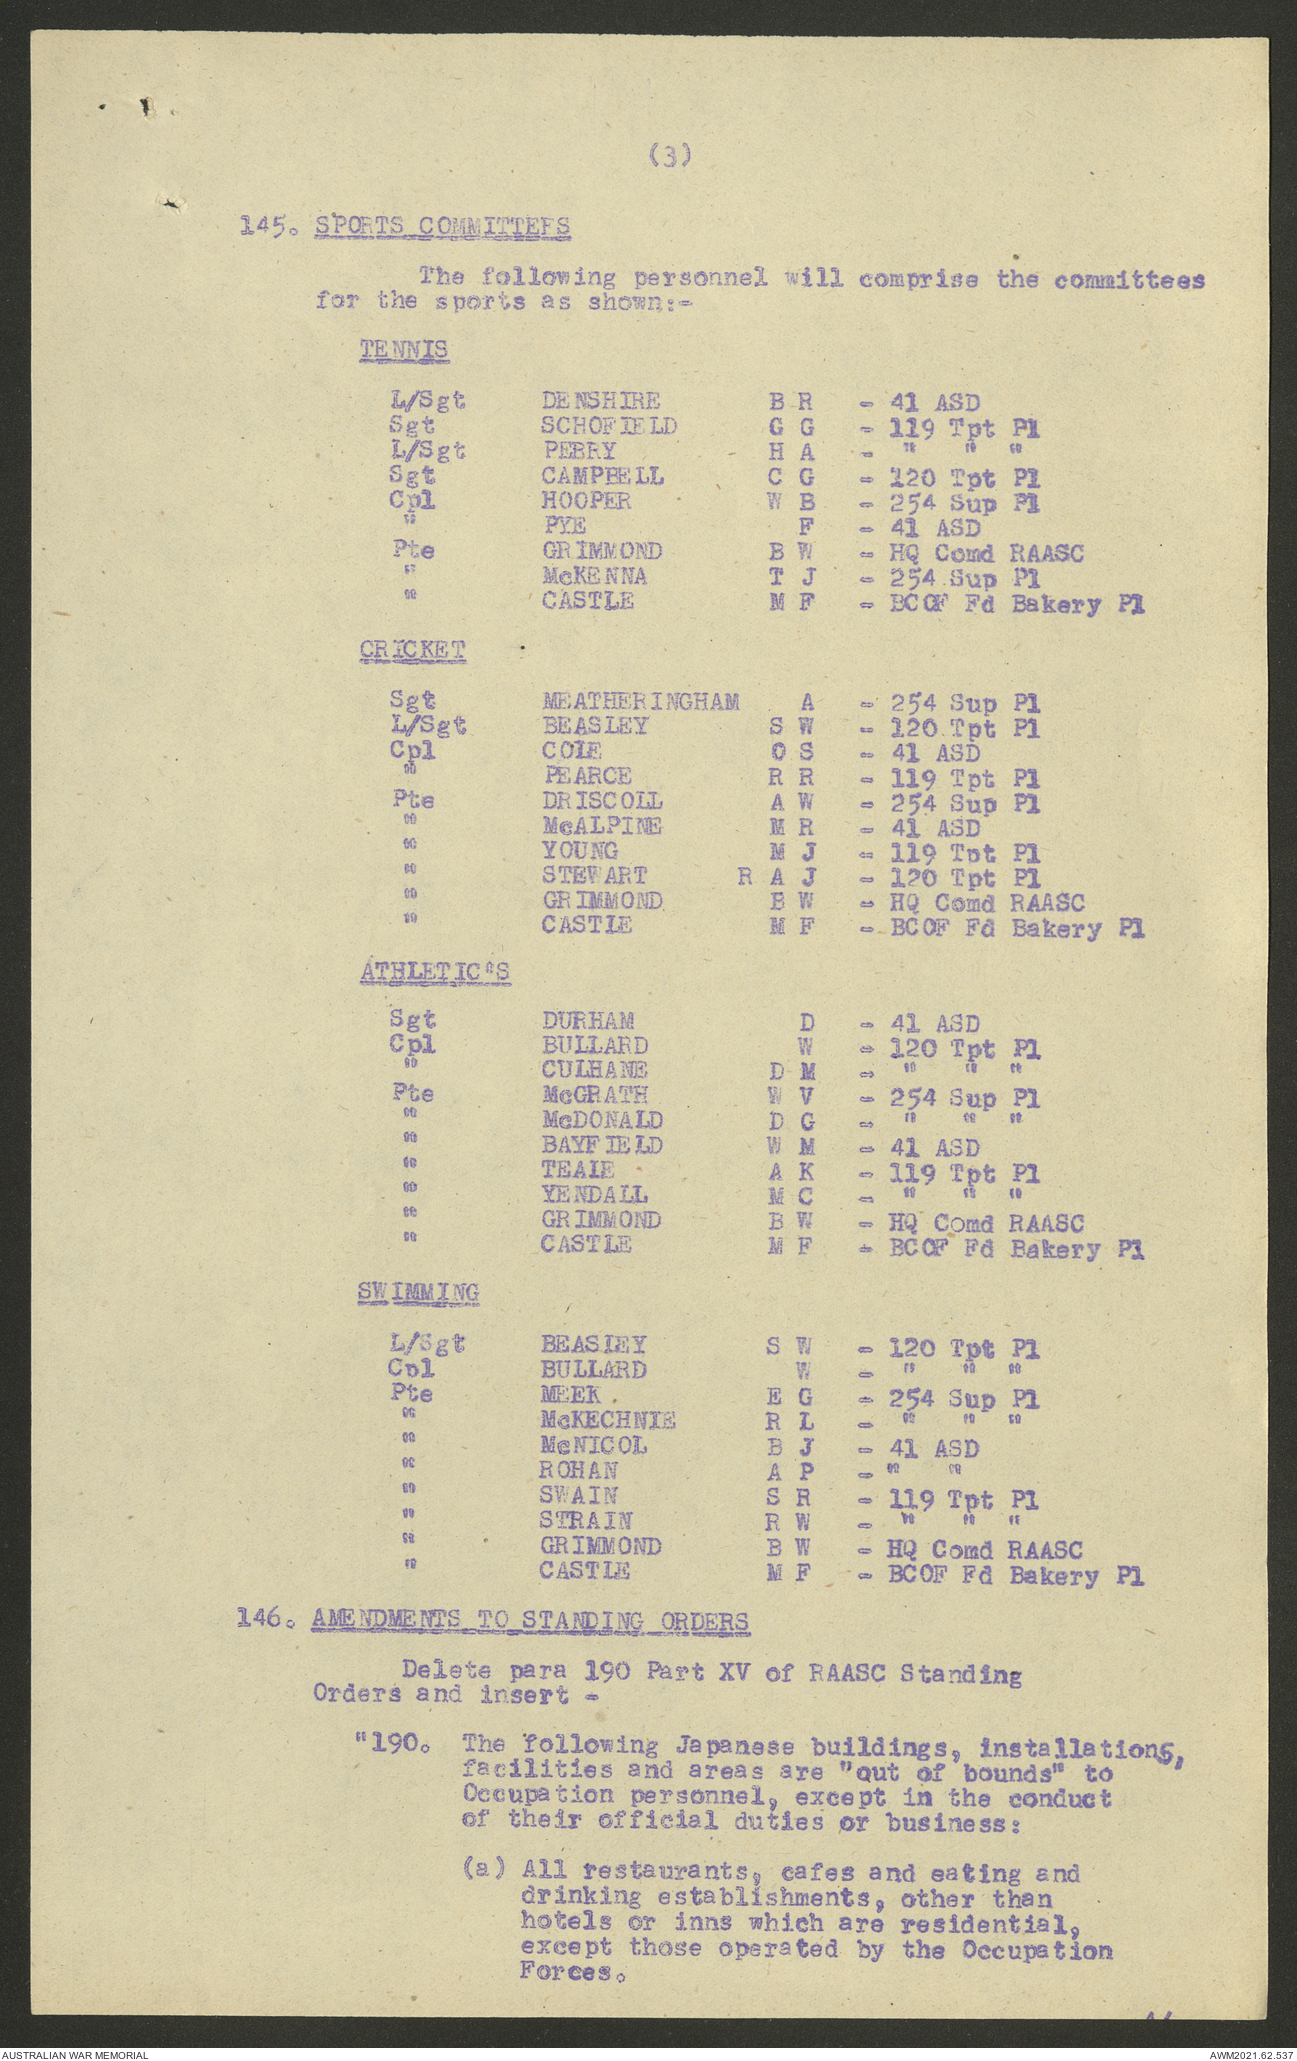 (3)
145. SPORTS COMMITTEES
The following personnel will comprise the committees
for the sports as shown:-
TENNIS
L/Sgt DENSHIRE B R - 41 ASD
Sgt SCHOFIELD G G - 119 Tpt Pl
L/Sgt PERRY H A - " " "
Sgt CAMPBELL C G - 120 Tpt Pl
Cpl HOOPER W B - 254 Sup Pl
" PYE F - 41 ASD
Pte GRIMMOND B W - HQ Comd RAASC
" McKENNA T J - 254 Sup Pl
" CASTLE M F - BCOF Fd Bakery Pl
CRICKET
Sgt MEATHERINGHAM A - 254 Sup Pl
L/Sgt BEASLEY S W - 120 Tpt Pl
Cpl COLE O S - 41 ASD
" PEARCE R R - 119 Tpt Pl
Pte DRISCOLL A W - 254 Sup Pl
" McALPINE M R - 41 ASD
" YOUNG M J - 119 Tpt Pl
" STEWART R A J - 120 Tpt Pl
" GRIMMOND B W - HQ Comd RAASC
" CASTLE M F - BCOF Fd Bakery Pl
ATHLETIC'S
Sgt DURHAM D - 41 ASD
Cpl BULLARD W - 120 Tpt Pl
" CULHANE D M - " " "
Pte McGRATH W V - 254 Sup Pl
" McDONALD D G - " " "
" BAYFIELD W M - 41 ASD
" TEALE A K - 119 Tpt Pl
" YENDALL M C - " " "
" GRIMMOND B W - HQ Comd RAASC
" CASTLE M F - BCOF Fd Bakery Pl
SWIMMING
L/Sgt BEASLEY S W - 120 Tpt Pl
Cpl BULLARD W - " " "
Pte MEEK. E G - 254 Sup Pl
" McKECHNIE R L - " " "
" McNICOL B J - 41 ASD
" ROHAN A P - " "
" SWAIN S R - 119 Tpt Pl
" STRAIN R W - " " "
" GRIMMOND B W - HQ Comd RAASC
" CASTLE M F - BCOF Fd Bakery Pl
146. AMENDMENTS TO STANDING ORDERS
Delete para 190 Part XV of RAASC Standing
Orders and insert -
"190. The following Japanese buildings, installations,
facilities and areas are "out of bounds" to
Occupation personnel, except in the conduct
of their official duties or business:
(a) All restaurants, cafes and eating and
drinking establishments, other than
hotels or inns which are residential,
except those operated by the Occupation
Forces.
AUSTRALIAN WAR MEMORIAL
AWM2021.62.537